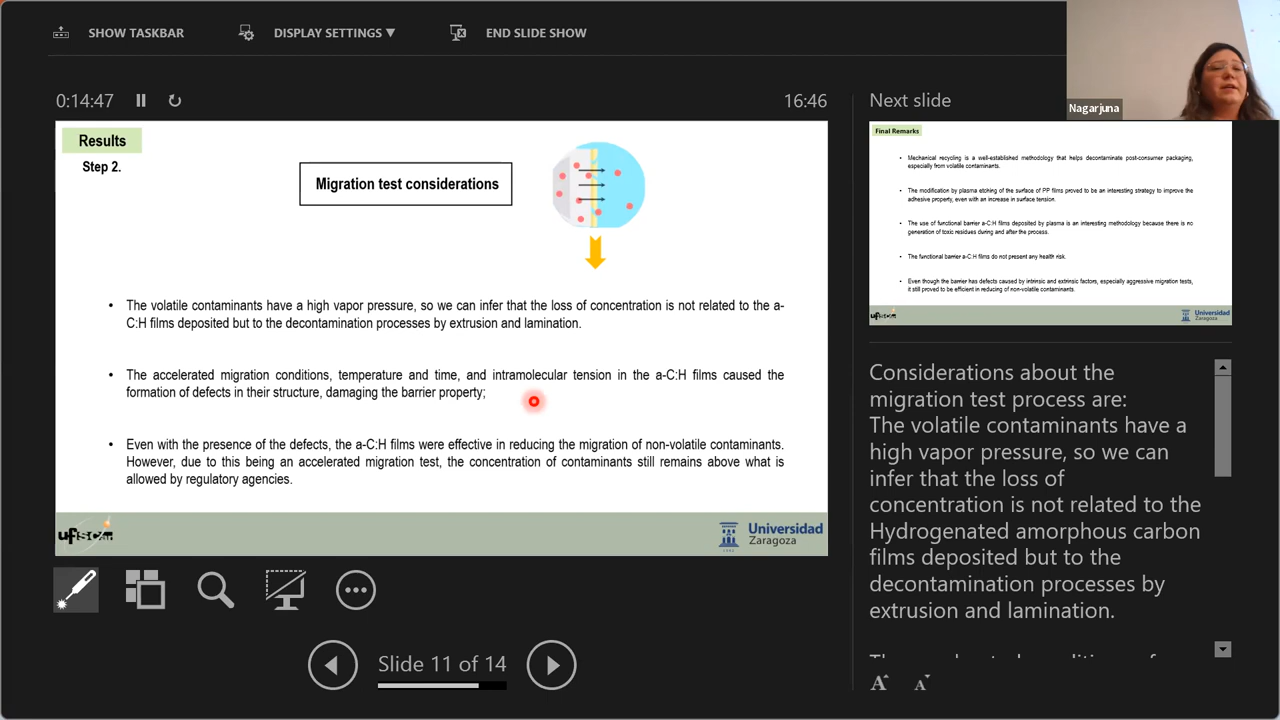 SHOW TASKBAR
DISPLAY SETTINGS ▼
END SLIDE SHOW
0:14:47
16:46
Next slide
Nagarjuna
Results
Step 2.
Migration test considerations
• The volatile contaminants have a high vapor pressure, so we can infer that the loss of concentration is not related to the a-
C:H films deposited but to the decontamination processes by extrusion and lamination.
• The accelerated migration conditions, temperature and time, and intramolecular tension in the a-C:H films caused the
formation of defects in their structure, damaging the barrier property;
• Even with the presence of the defects, the a-C:H films were effective in reducing the migration of non-volatile contaminants.
However, due to this being an accelerated migration test, the concentration of contaminants still remains above what is
allowed by regulatory agencies.
ufscar
Universidad
Zaragoza
Slide 11 of 14
Final Remarks
• Mechanical recycling is a well-established methodology that helps decontaminate post-consumer packaging,
especially from volatile contaminants.
• The modification by plasma etching of the surface of PP films proved to be an interesting strategy to improve the
adhesive property, even with an increase in surface tension.
• The use of functional barrier a-C:H films deposited by plasma is an interesting methodology because there is no
generation of toxic residues during and after the process.
• The functional barrier a-C:H films do not present any health risk.
• Even though the barrier has defects caused by intrinsic and extrinsic factors, especially aggressive migration tests,
it still proved to be efficient in reducing of non-volatile contaminants.
ufscar
Universidad
Zaragoza
Considerations about the
migration test process are:
The volatile contaminants have a
high vapor pressure, so we can
infer that the loss of
concentration is not related to the
Hydrogenated amorphous carbon
films deposited but to the
decontamination processes by
extrusion and lamination.
A A